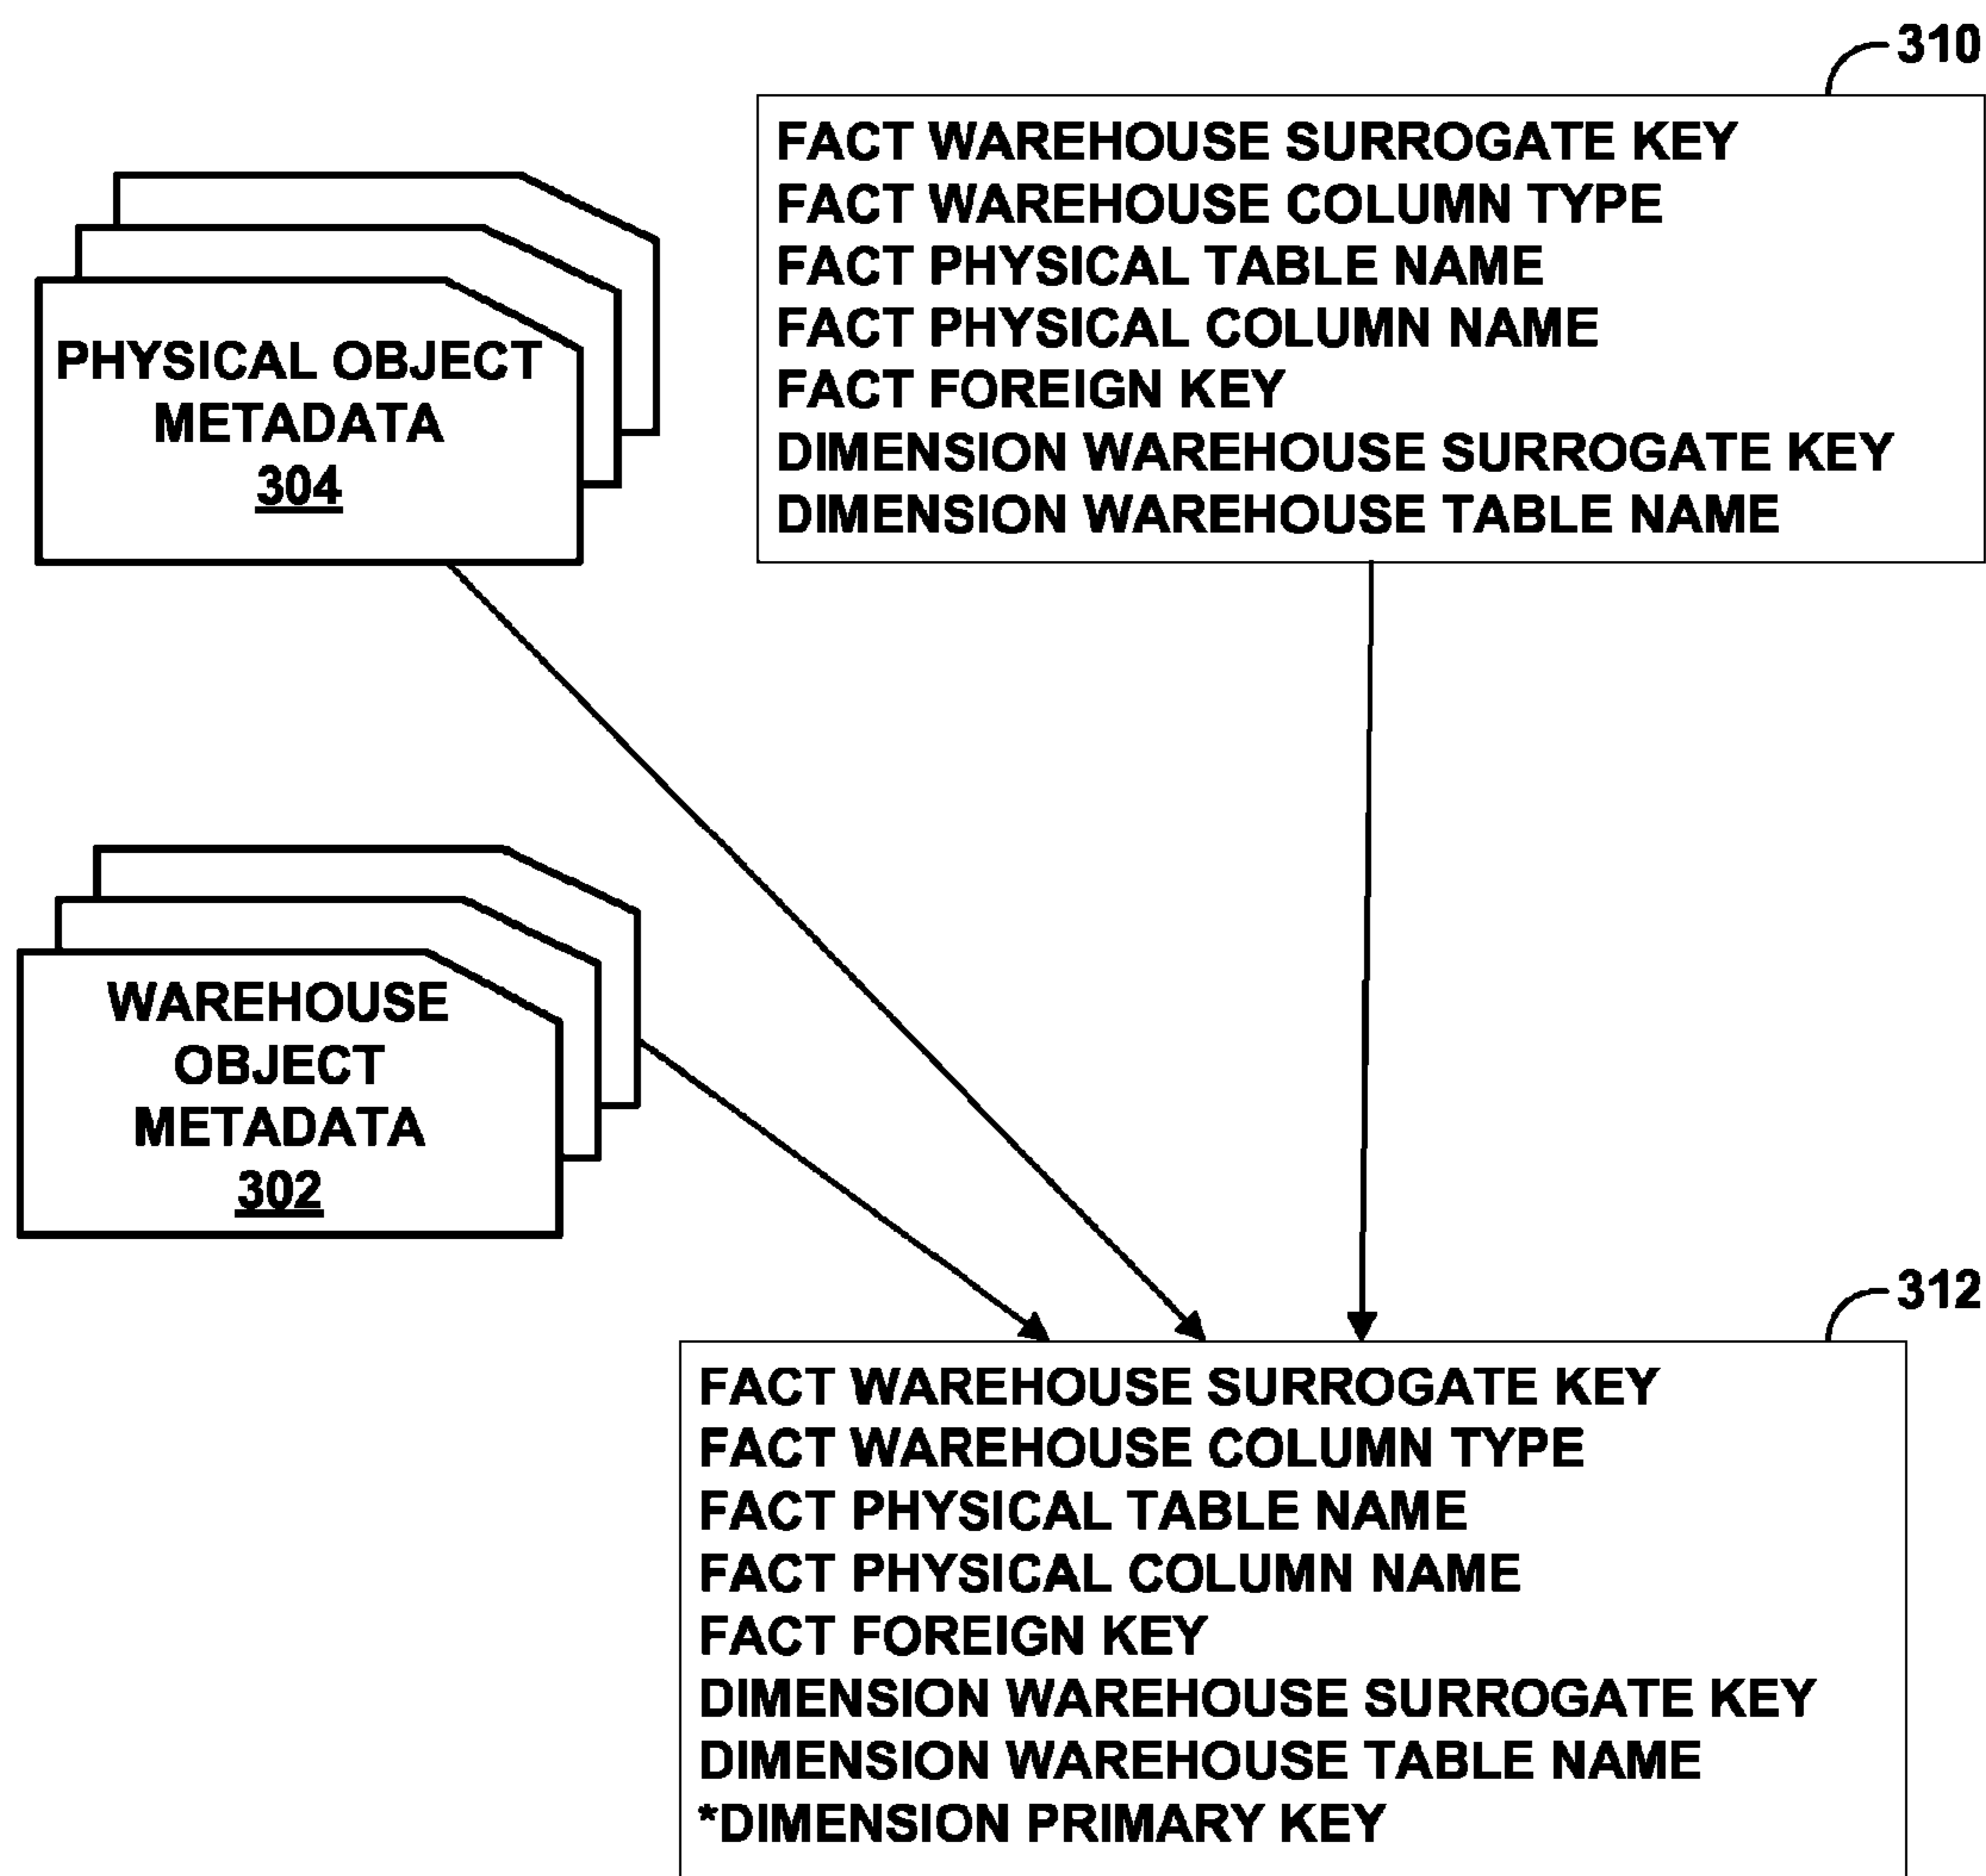 310
FACT WAREHOUSE SURROGATE KEY
FACT WAREHOUSE COLUMN TYPE
FACT PHYSICAL TABLE NAME
FACT PHYSICAL COLUMN NAME
FACT FOREIGN KEY
DIMENSION WAREHOUSE SURROGATE KEY
DIMENSION WAREHOUSE TABLE NAME
PHYSICAL OBJECT
METADATA
304
WAREHOUSE
OBJECT
METADATA
302
312
FACT WAREHOUSE SURROGATE KEY
FACT WAREHOUSE COLUMN TYPE
FACT PHYSICAL TABLE NAME
FACT PHYSICAL COLUMN NAME
FACT FOREIGN KEY
DIMENSION WAREHOUSE SURROGATE KEY
DIMENSION WAREHOUSE TABLE NAME
*DIMENSION PRIMARY KEY